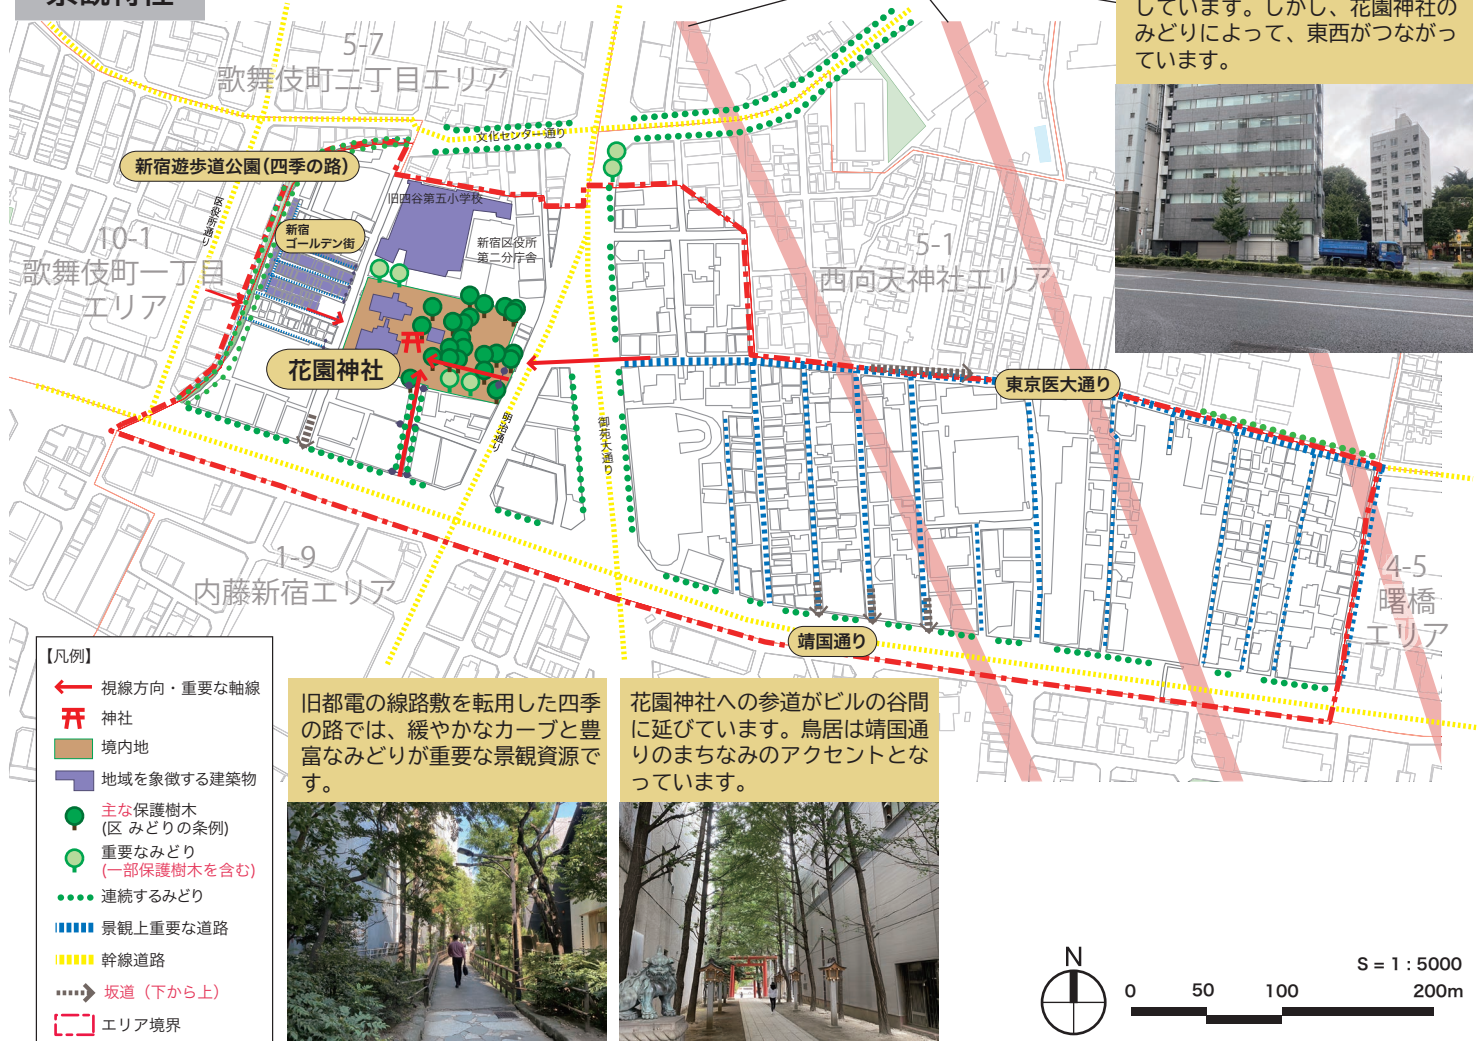 しています。しかし、花園神社の
みどりによって、東西がつながっ
ています。
5-7
歌舞伎町二丁目エリア
文化センター通り
新宿遊歩道公園(四季の路)
旧四谷第五小学校
区役所通り
新宿
ゴールデン街
新宿区役所
第二分庁舎
10-1
歌舞伎町一丁目
エリア
5-1
西向天神社エリア
花園神社
東京医大通り
明治通り
御苑大通り
1-9
内藤新宿エリア
4-5
曙橋
エリア
靖国通り
【凡例】
視線方向・重要な軸線
神社
境内地
地域を象徴する建築物
主な保護樹木
(区 みどりの条例)
重要なみどり
(一部保護樹木を含む)
連続するみどり
景観上重要な道路
幹線道路
坂道（下から上）
エリア境界
旧都電の線路敷を転用した四季
の路では、緩やかなカーブと豊
富なみどりが重要な景観資源で
す。
花園神社への参道がビルの谷間
に延びています。鳥居は靖国通
りのまちなみのアクセントとな
っています。
N
S = 1 : 5000
0 50 100 200m